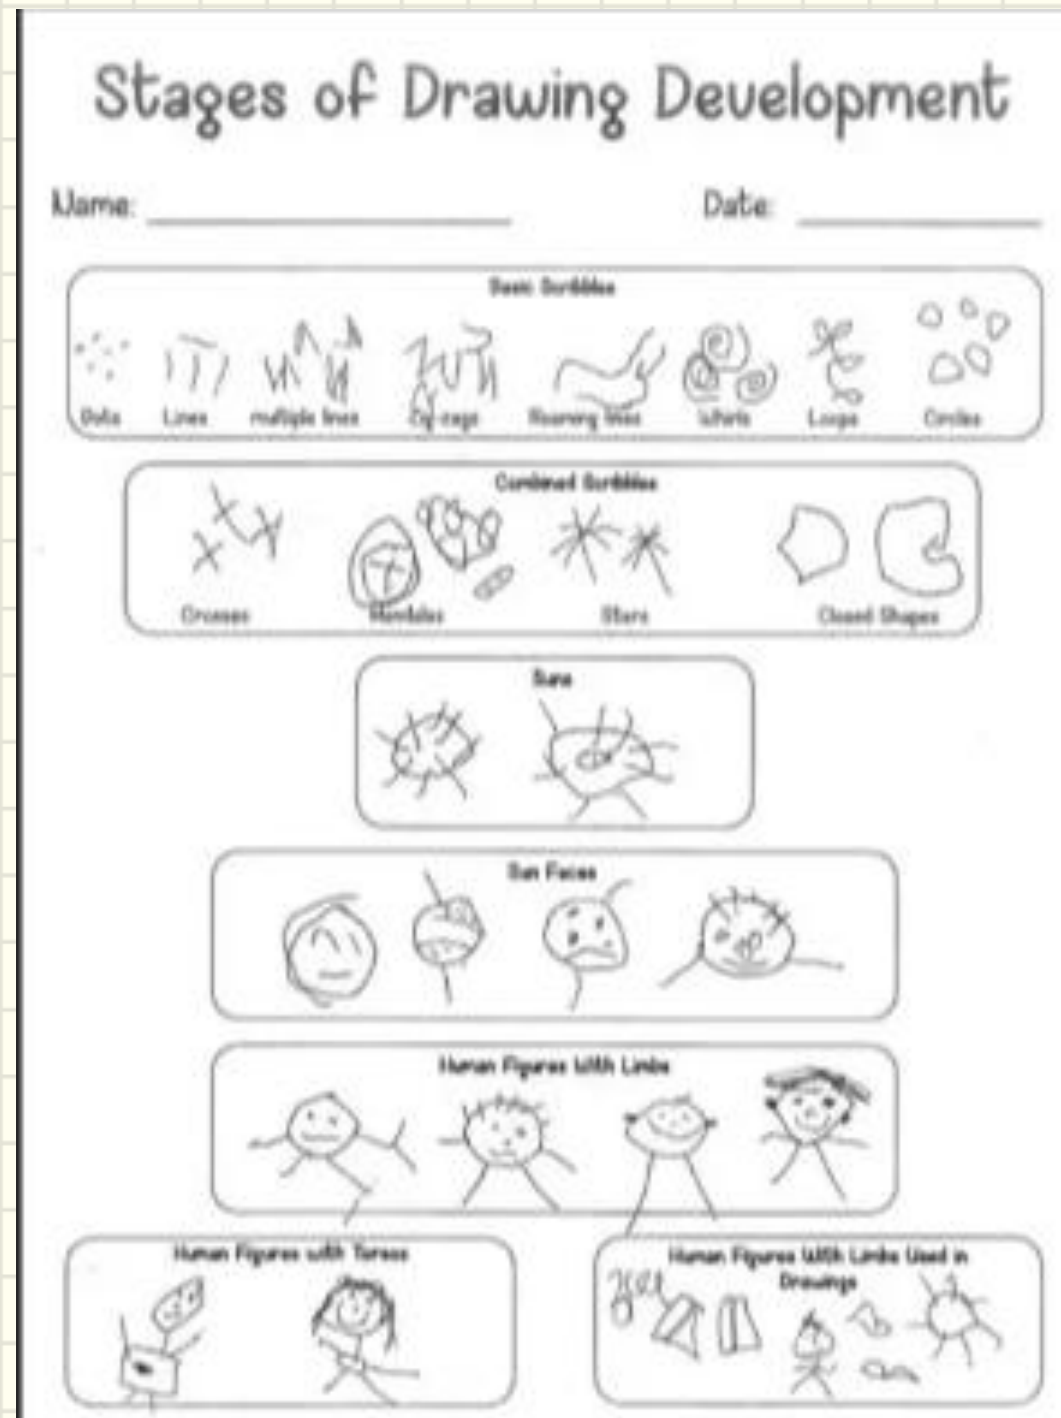 Stages of Drawing Development
Name: Date:
Basic Scribbles
Dots Lines multiple lines Zig-zags Roaming lines Whirls Loops Circles
Combined Scribbles
Crosses Mandalas Stars Closed Shapes
Suns
Sun Faces
Human Figures With Limbs
Human Figures with Torsos
Human Figures With Limbs Used in
Drawings